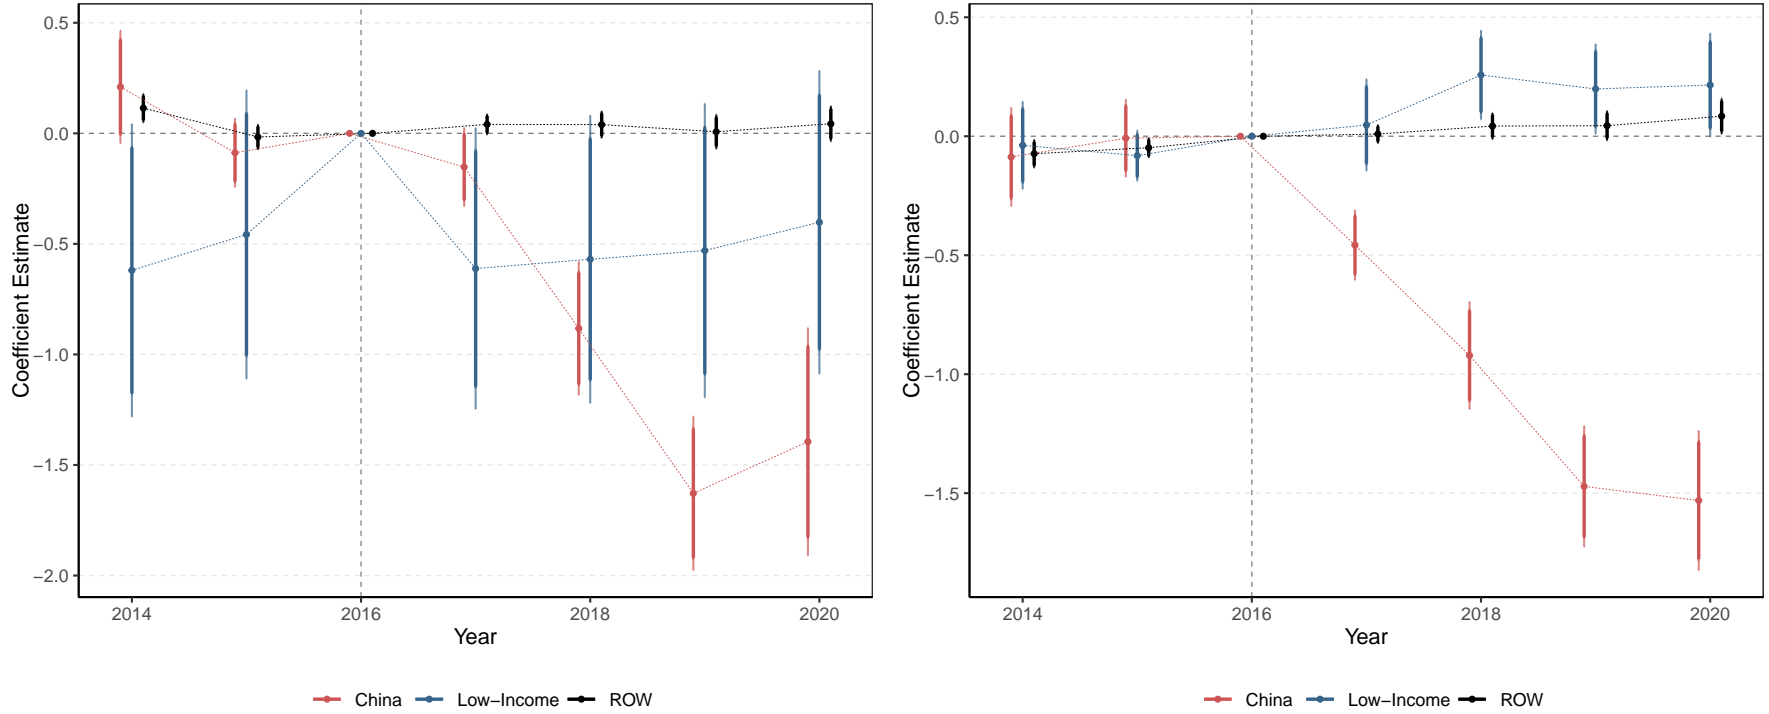 0.5
0.0
−0.5
−1.0
−1.5
−2.0
Coefficient Estimate
2014
2016
2018
2020
Year
China
Low−Income
ROW
0.5
0.0
−0.5
−1.0
−1.5
Coefficient Estimate
2014
2016
2018
2020
Year
China
Low−Income
ROW